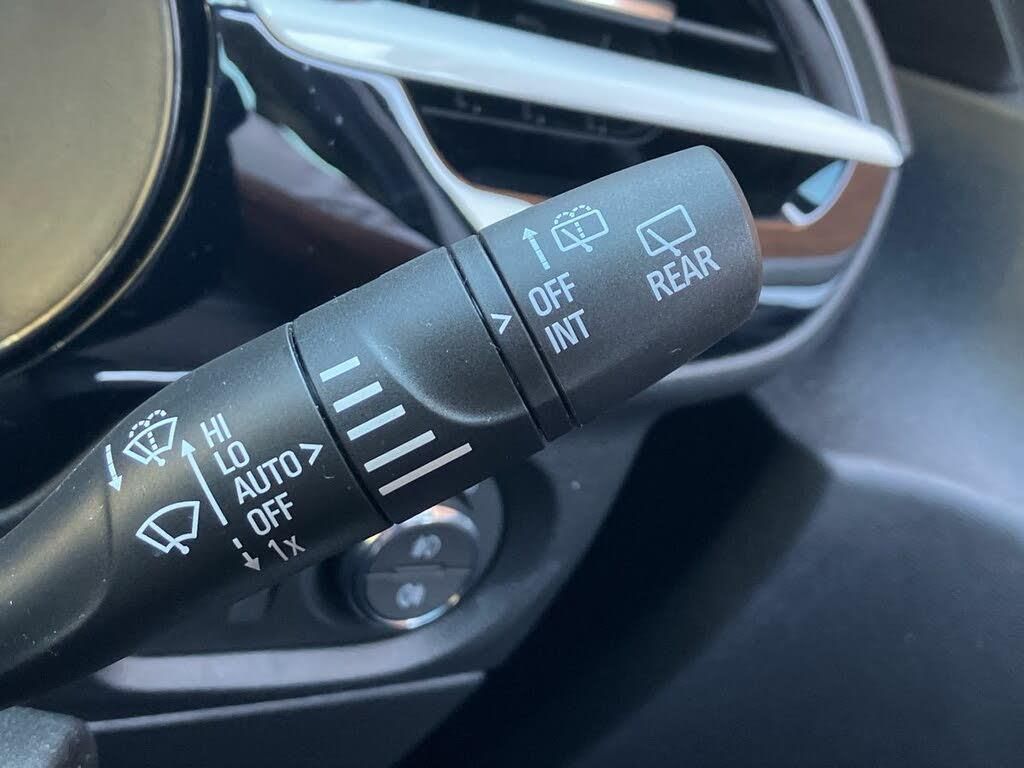 HI
LO
AUTO
OFF
1x
OFF
INT
REAR